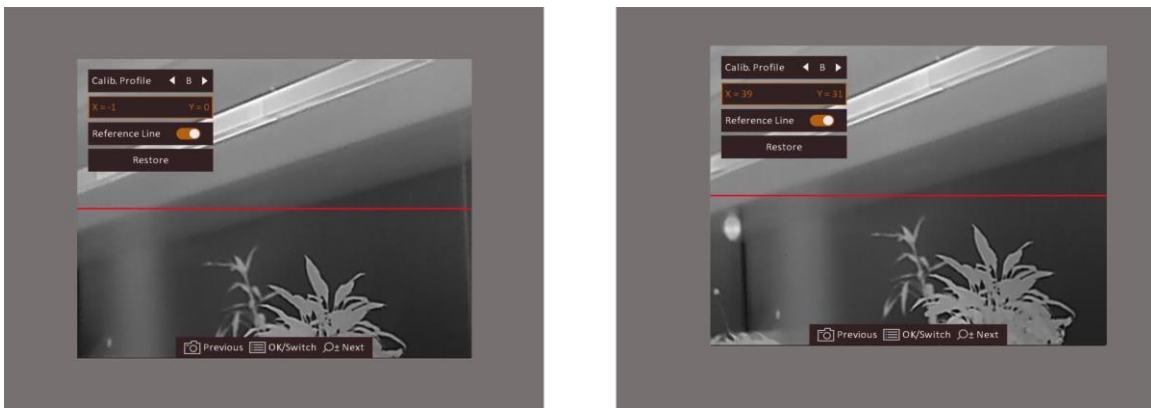 Calib. Profile ◀ B ▶
X = -1 Y = 0
Reference Line
Restore
Previous OK/Switch Next
Calib. Profile ◀ B ▶
X = 39 Y = 31
Reference Line
Restore
Previous OK/Switch Next